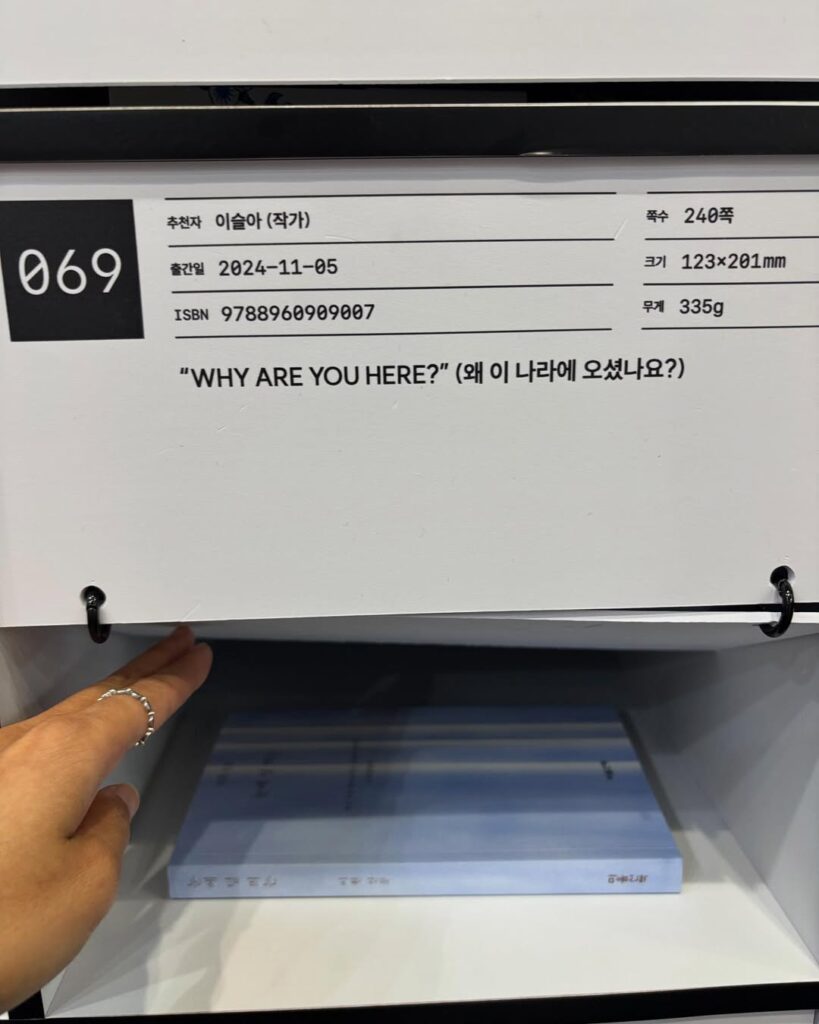 069
추천자 이슬아 (작가)
출간일 2024-11-05
ISBN 9788960909007
쪽수 240쪽
크기 123×201mm
무게 335g
“WHY ARE YOU HERE?” (왜 이 나라에 오셨나요?)